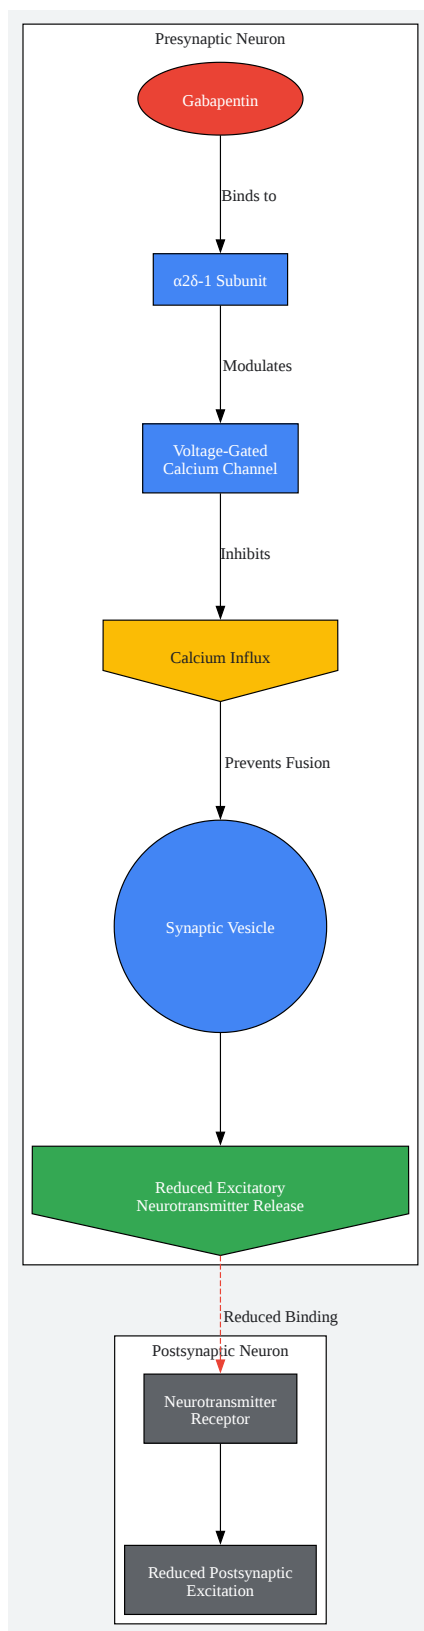 Presynaptic Neuron
Gabapentin
Binds to
α2δ-1 Subunit
Modulates
Voltage-Gated
Calcium Channel
Inhibits
Calcium Influx
Prevents Fusion
Synaptic Vesicle
Reduced Excitatory
Neurotransmitter Release
Reduced Binding
Postsynaptic Neuron
Neurotransmitter
Receptor
Reduced Postsynaptic
Excitation